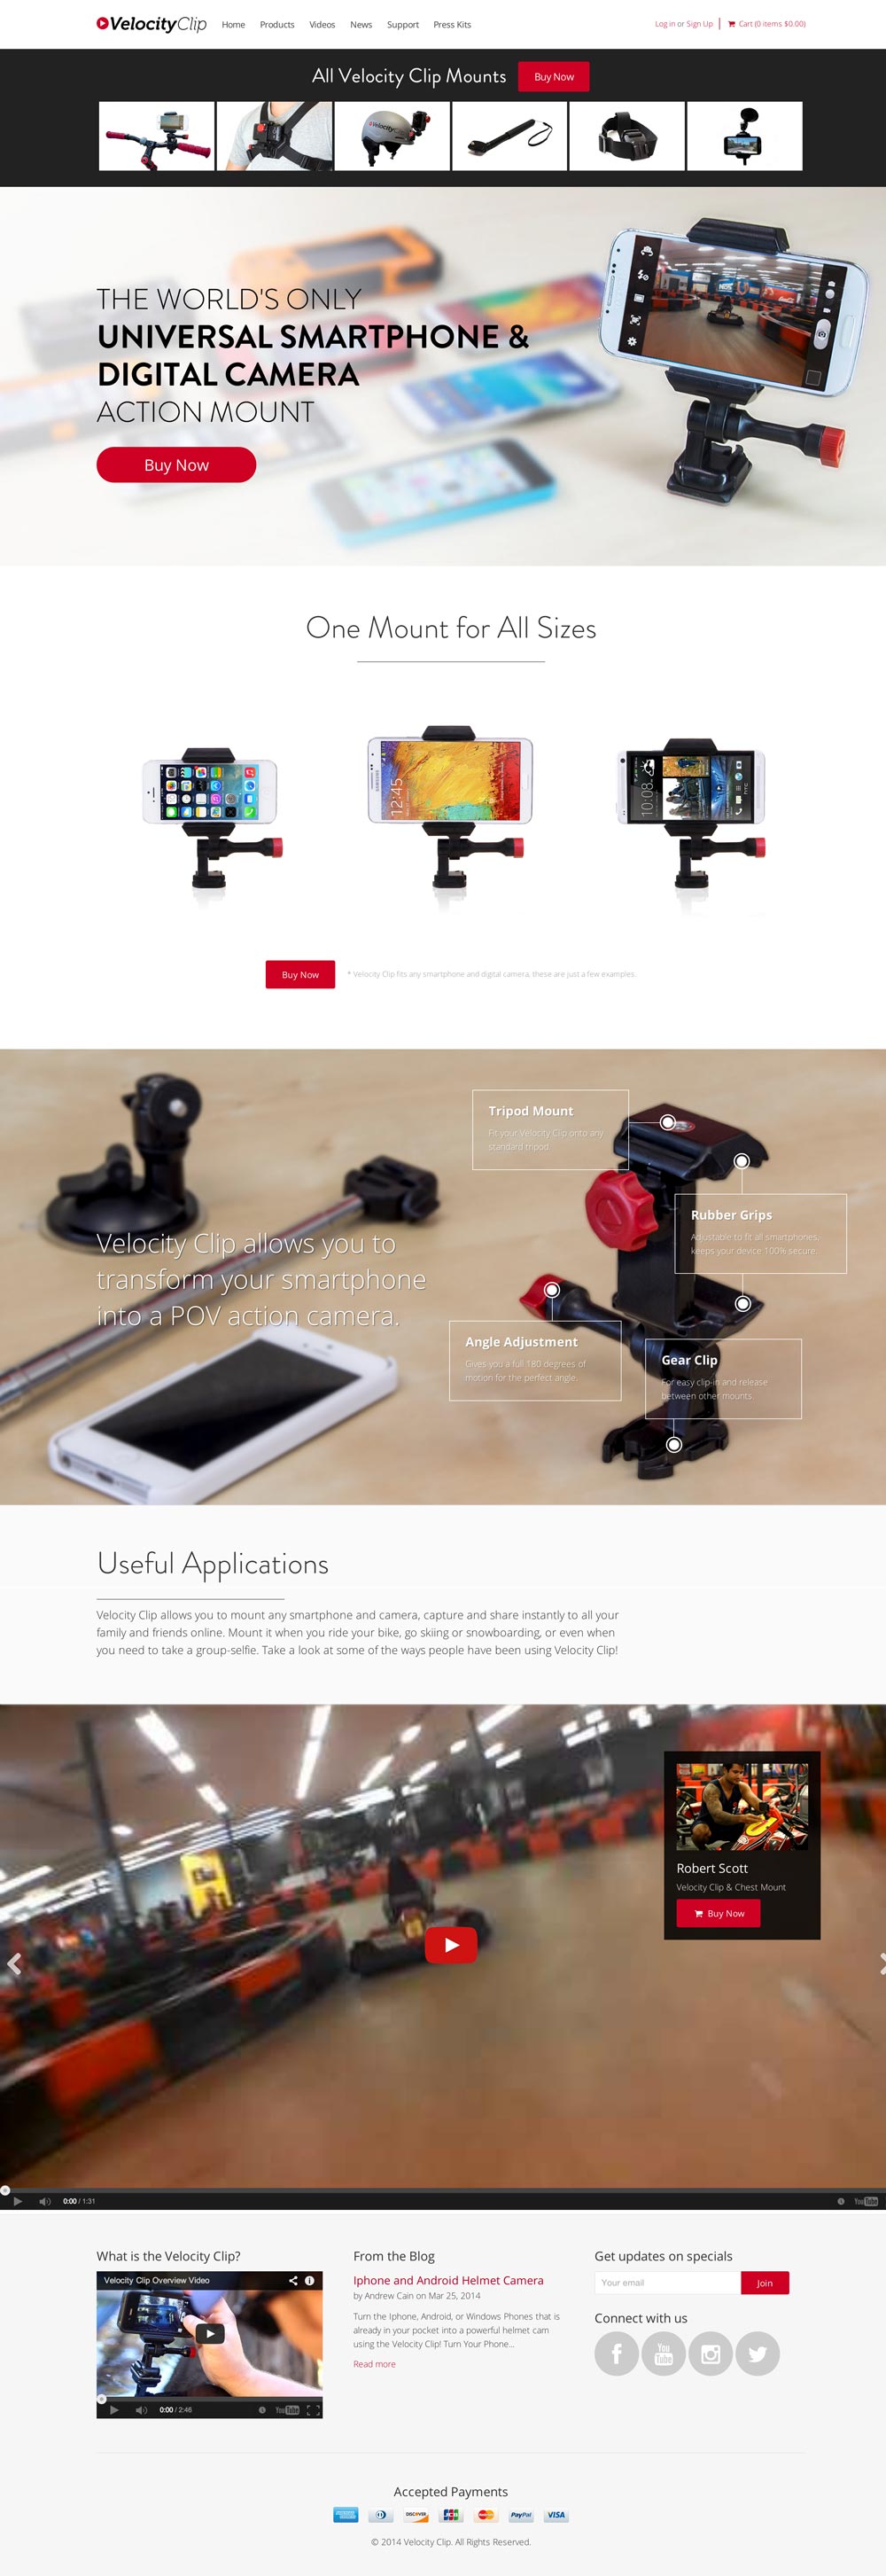 VelocityClip Home Products Videos News Support Press Kits Log in or Sign Up Cart (0 items $0.00)
All Velocity Clip Mounts Buy Now
THE WORLD'S ONLY
UNIVERSAL SMARTPHONE &
DIGITAL CAMERA
ACTION MOUNT
Buy Now
One Mount for All Sizes
12:45
10:08
Buy Now * Velocity Clip fits any smartphone and digital camera, these are just a few examples.
Tripod Mount
Fit your Velocity Clip onto any
standard tripod.
Rubber Grips
Adjustable to fit all smartphones,
keeps your device 100% secure.
Velocity Clip allows you to
transform your smartphone
into a POV action camera.
Angle Adjustment
Gives you a full 180 degrees of
motion for the perfect angle.
Gear Clip
For easy clip-in and release
between other mounts.
Useful Applications
Velocity Clip allows you to mount any smartphone and camera, capture and share instantly to all your
family and friends online. Mount it when you ride your bike, go skiing or snowboarding, or even when
you need to take a group-selfie. Take a look at some of the ways people have been using Velocity Clip!
Robert Scott
Velocity Clip & Chest Mount
Buy Now
0:00 / 1:31 YouTube
What is the Velocity Clip?
Velocity Clip Overview Video
0:00 / 2:46 YouTube
From the Blog
Iphone and Android Helmet Camera
by Andrew Cain on Mar 25, 2014
Turn the Iphone, Android, or Windows Phones that is
already in your pocket into a powerful helmet cam
using the Velocity Clip! Turn Your Phone...
Read more
Get updates on specials
Your email Join
Connect with us
You Tube
Accepted Payments
DISCOVER JCB PayPal VISA
© 2014 Velocity Clip. All Rights Reserved.